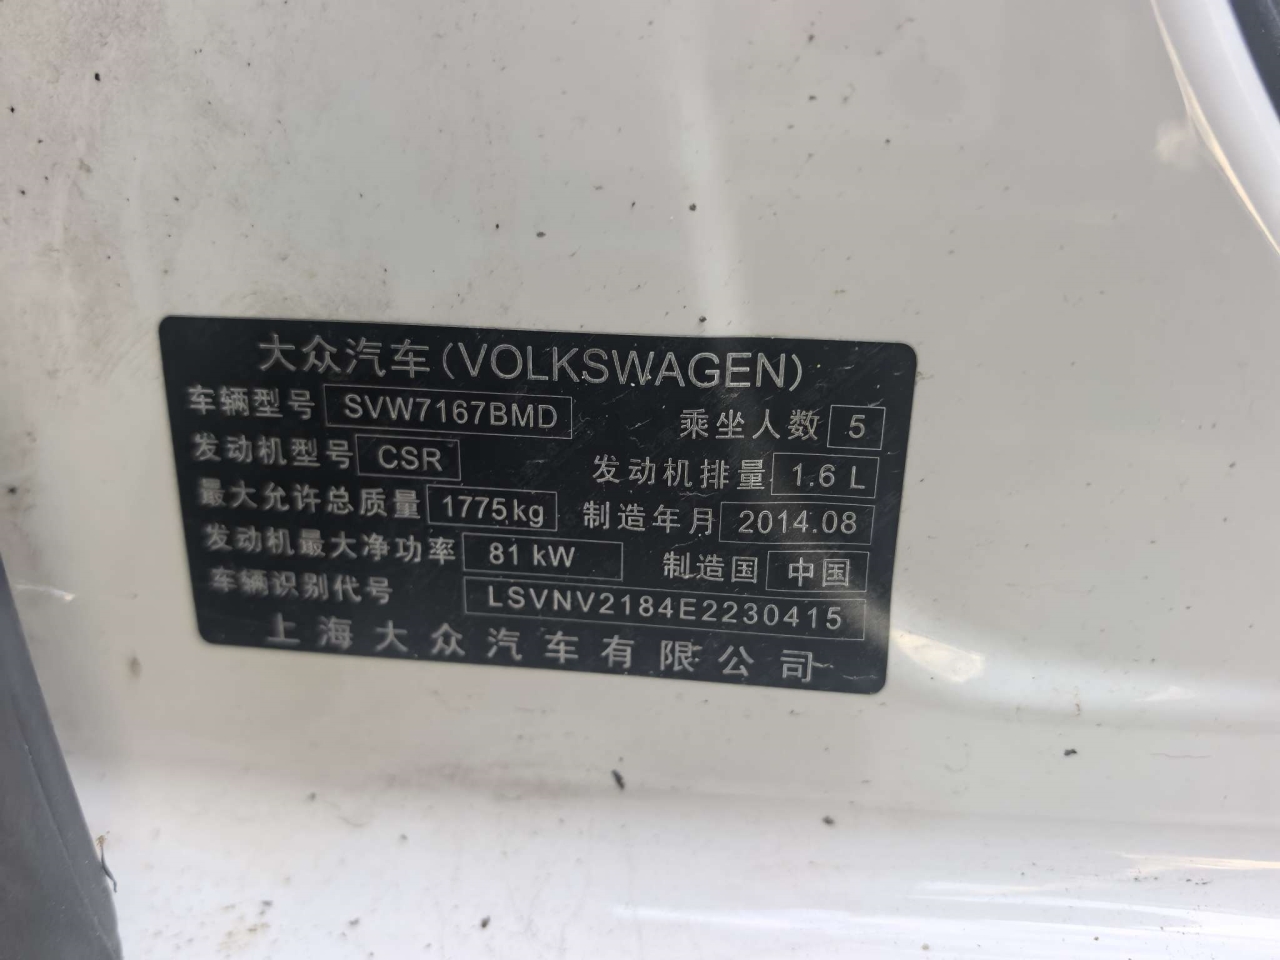 大众汽车(VOLKSWAGEN)
车辆型号 SVW7167BMD 乘坐人数 5
发动机型号 CSR 发动机排量 1.6 L
最大允许总质量 1775kg 制造年月 2014.08
发动机最大净功率 81 kW 制造国 中国
车辆识别代号 LSVNV2184E2230415
上海大众汽车有限公司